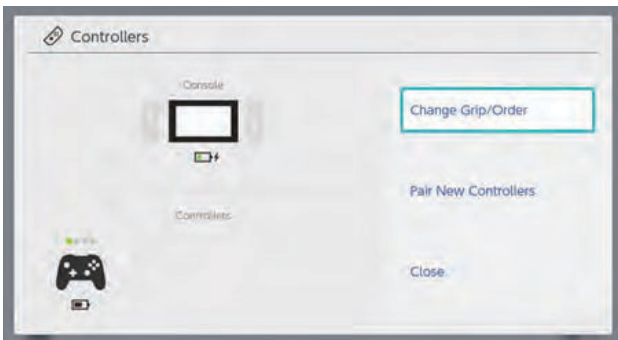 Controllers
Console
Change Grip/Order
Pair New Controllers
Controllers
Close